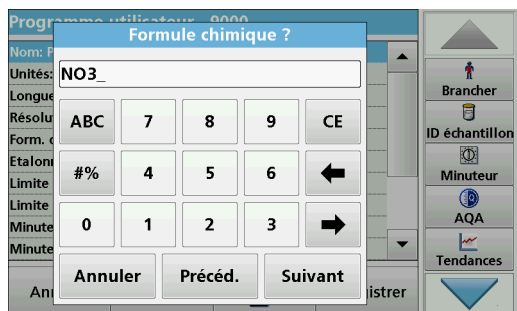 Programme utilisateur 9000
Formule chimique ?
Nom: P
Unités:
NO3_
Longue
Résolu
Form. c
Etalonn
Limite
Limite
Minute
Minute
ABC 7 8 9 CE
#% 4 5 6
0 1 2 3
Annuler Précéd. Suivant
An istrer
Brancher
ID échantillon
Minuteur
AQA
Tendances